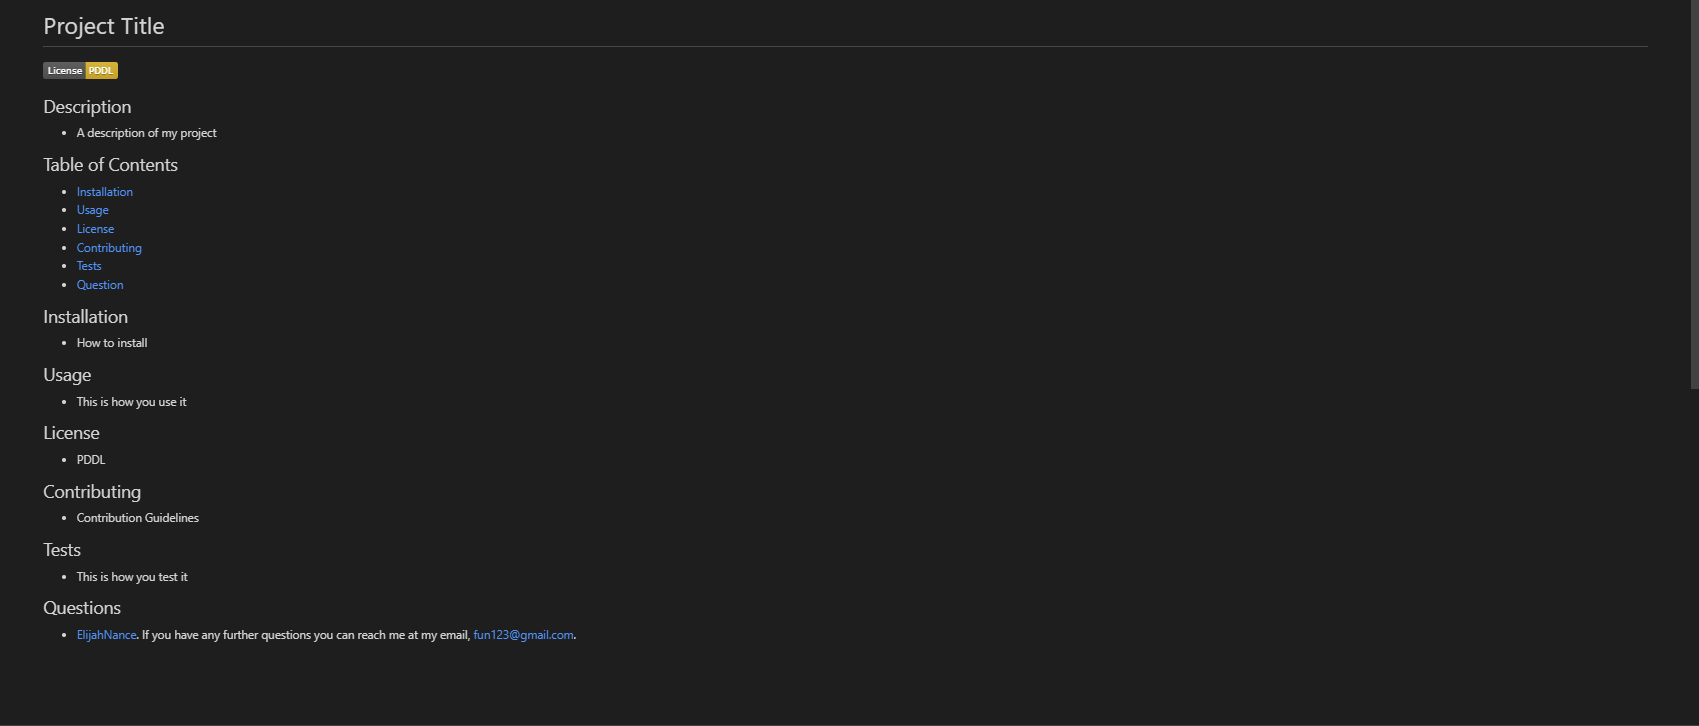 Project Title
License PDDL
Description
A description of my project
Table of Contents
Installation
Usage
License
Contributing
Tests
Question
Installation
How to install
Usage
This is how you use it
License
PDDL
Contributing
Contribution Guidelines
Tests
This is how you test it
Questions
ElijahNance. If you have any further questions you can reach me at my email, fun123@gmail.com.